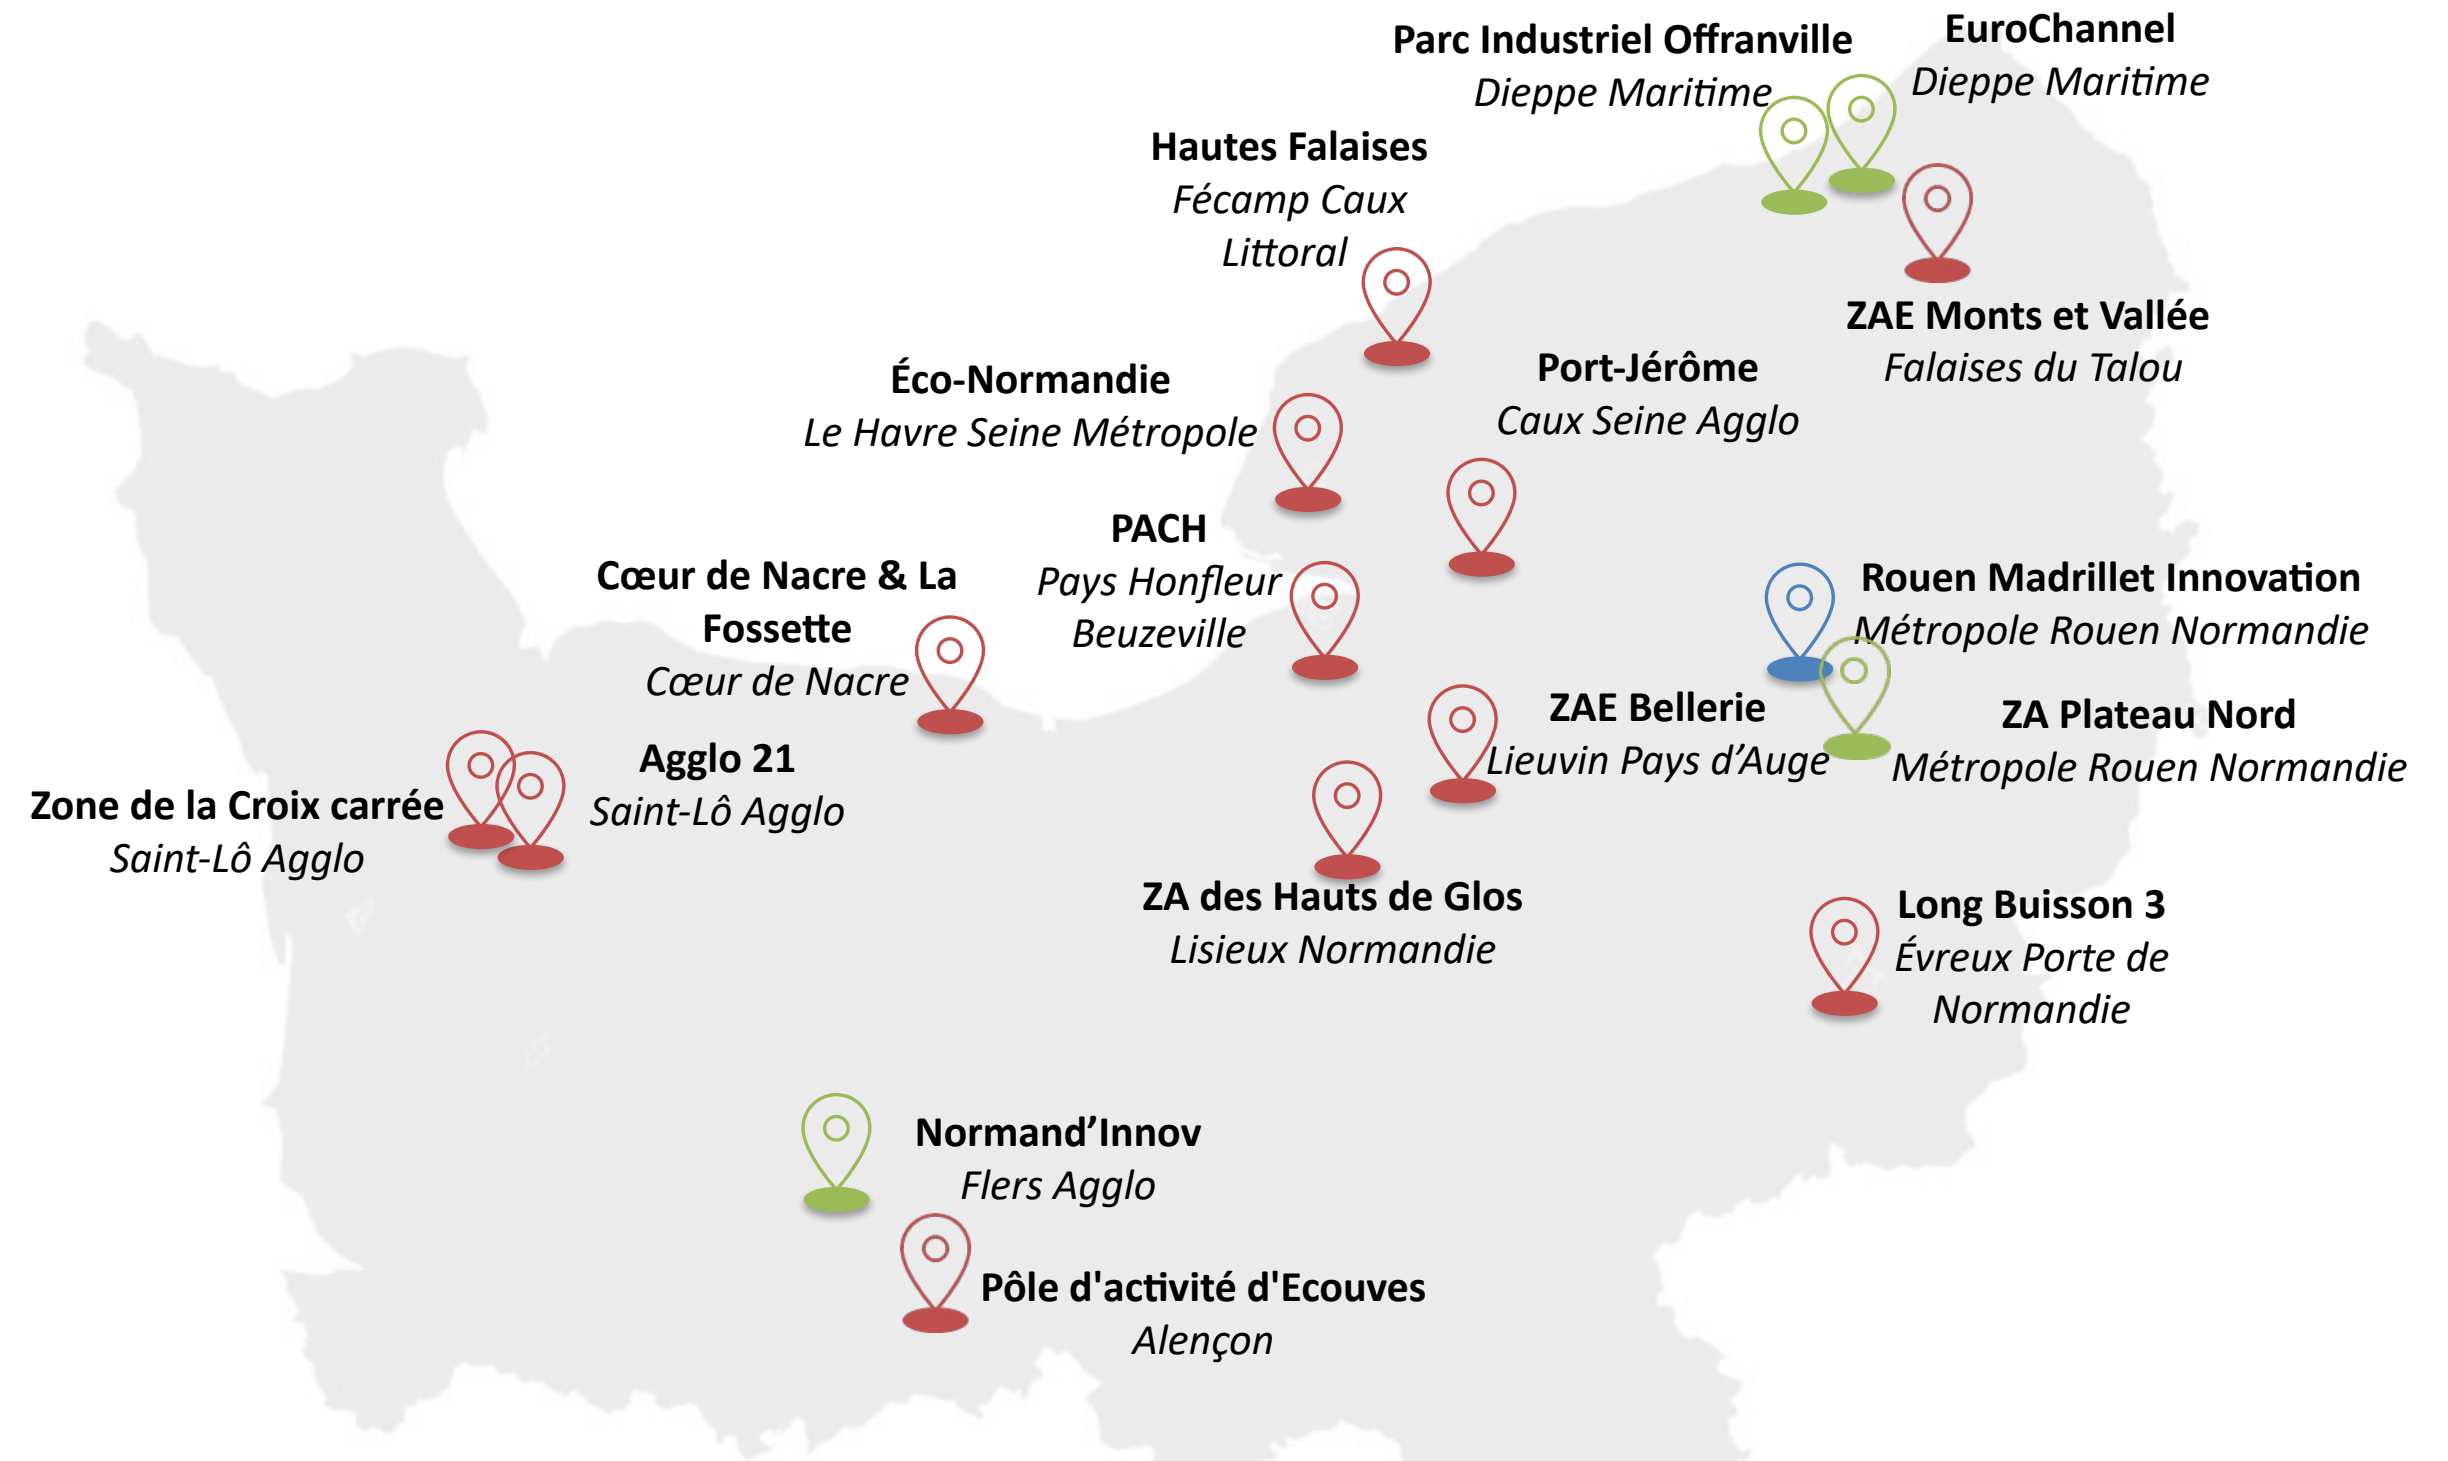 Parc Industriel Offranville
Dieppe Maritime
EuroChannel
Dieppe Maritime
Hautes Falaises
Fécamp Caux
Littoral
ZAE Monts et Vallée
Falaises du Talou
Éco-Normandie
Le Havre Seine Métropole
Port-Jérôme
Caux Seine Agglo
PACH
Pays Honfleur
Beuzeville
Cœur de Nacre & La
Fossette
Cœur de Nacre
Rouen Madrillet Innovation
Métropole Rouen Normandie
ZAE Bellerie
Lieuvin Pays d’Auge
ZA Plateau Nord
Métropole Rouen Normandie
Agglo 21
Saint-Lô Agglo
Zone de la Croix carrée
Saint-Lô Agglo
ZA des Hauts de Glos
Lisieux Normandie
Long Buisson 3
Évreux Porte de
Normandie
Normand’Innov
Flers Agglo
Pôle d'activité d'Ecouves
Alençon